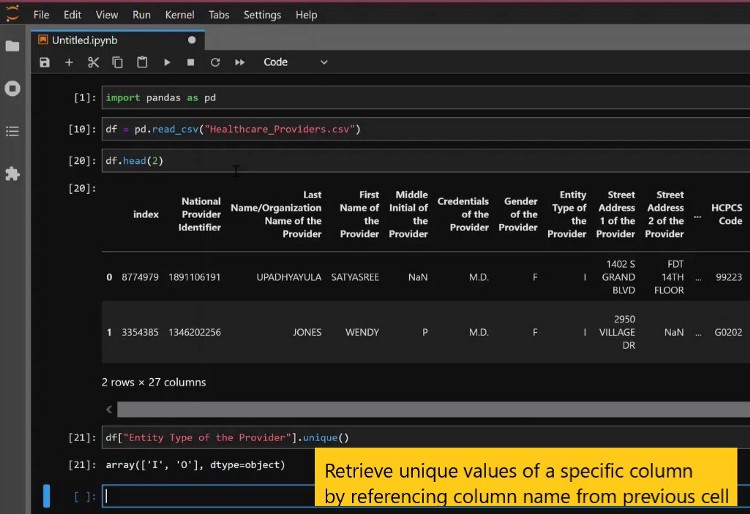 File Edit View Run Kernel Tabs Settings Help
Untitled.ipynb
Code
[1]: import pandas as pd
[10]: df = pd.read_csv("Healthcare_Providers.csv")
[20]: df.head(2)
[20]:
index National Provider Identifier Last Name/Organization Name of the Provider First Name of the Provider Middle Initial of the Provider Credentials of the Provider Gender of the Provider Entity Type of the Provider Street Address 1 of the Provider Street Address 2 of the Provider ... HCPCS Code
0 8774979 1891106191 UPADHYAYULA SATYASREE NaN M.D. F I 1402 S GRAND BLVD FDT 14TH FLOOR ... 99223
1 3354385 1346202256 JONES WENDY P M.D. F I 2950 VILLAGE DR NaN ... G0202
2 rows × 27 columns
[21]: df["Entity Type of the Provider"].unique()
[21]: array(['I', 'O'], dtype=object)
[ ]:
Retrieve unique values of a specific column
by referencing column name from previous cell